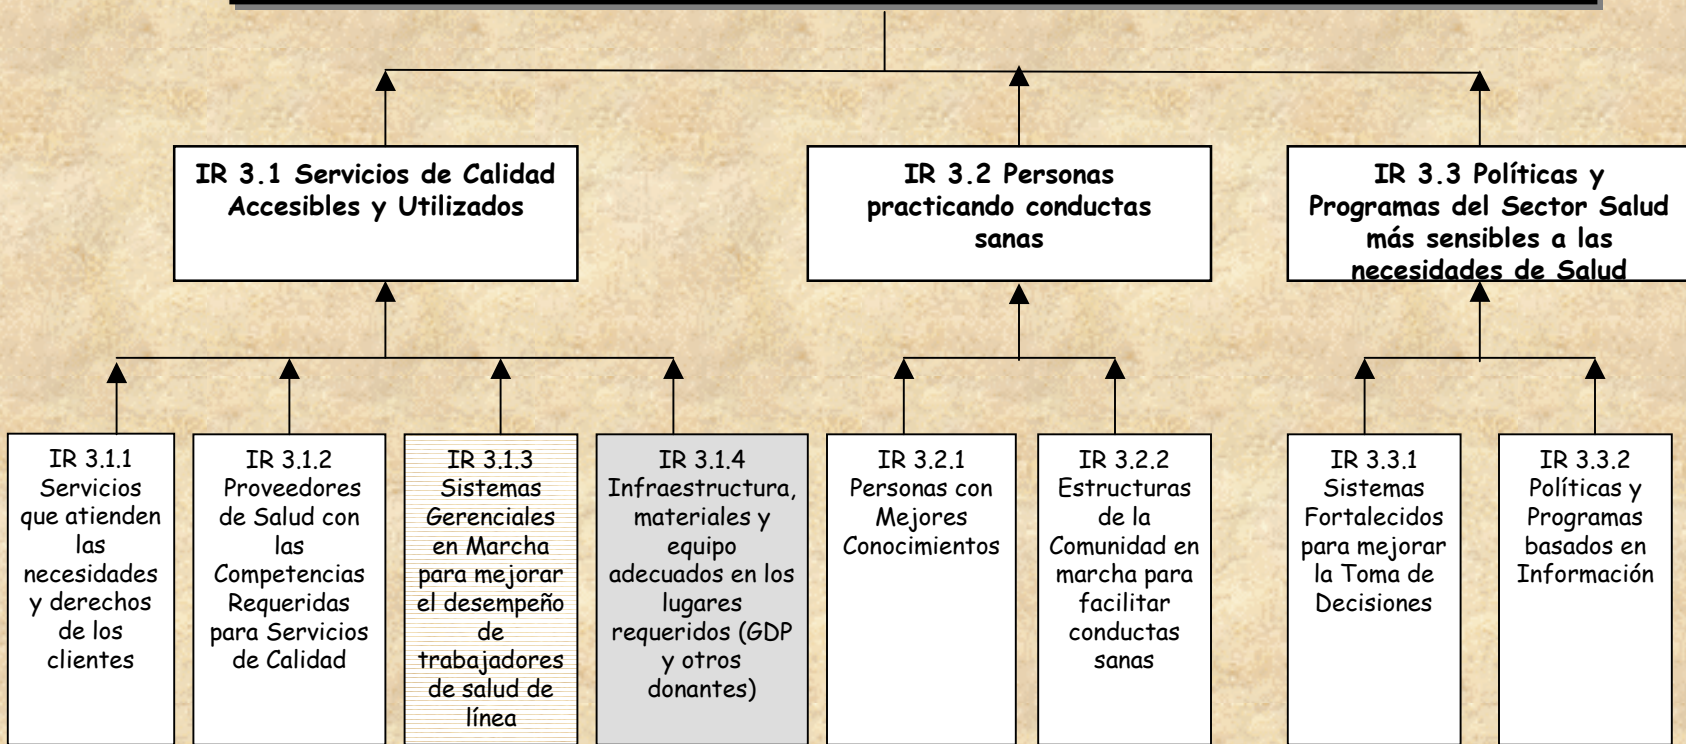 IR 3.1 Servicios de Calidad
Accesibles y Utilizados
IR 3.2 Personas
practicando conductas
sanas
IR 3.3 Políticas y
Programas del Sector Salud
más sensibles a las
necesidades de Salud
IR 3.1.1
Servicios
que atienden
las
necesidades
y derechos
de los
clientes
IR 3.1.2
Proveedores
de Salud con
las
Competencias
Requeridas
para Servicios
de Calidad
IR 3.1.3
Sistemas
Gerenciales
en Marcha
para mejorar
el desempeño
de
trabajadores
de salud de
línea
IR 3.1.4
Infraestructura,
materiales y
equipo
adecuados en los
lugares
requeridos (GDP
y otros
donantes)
IR 3.2.1
Personas con
Mejores
Conocimientos
IR 3.2.2
Estructuras
de la
Comunidad en
marcha para
facilitar
conductas
sanas
IR 3.3.1
Sistemas
Fortalecidos
para mejorar
la Toma de
Decisiones
IR 3.3.2
Políticas y
Programas
basados en
Información